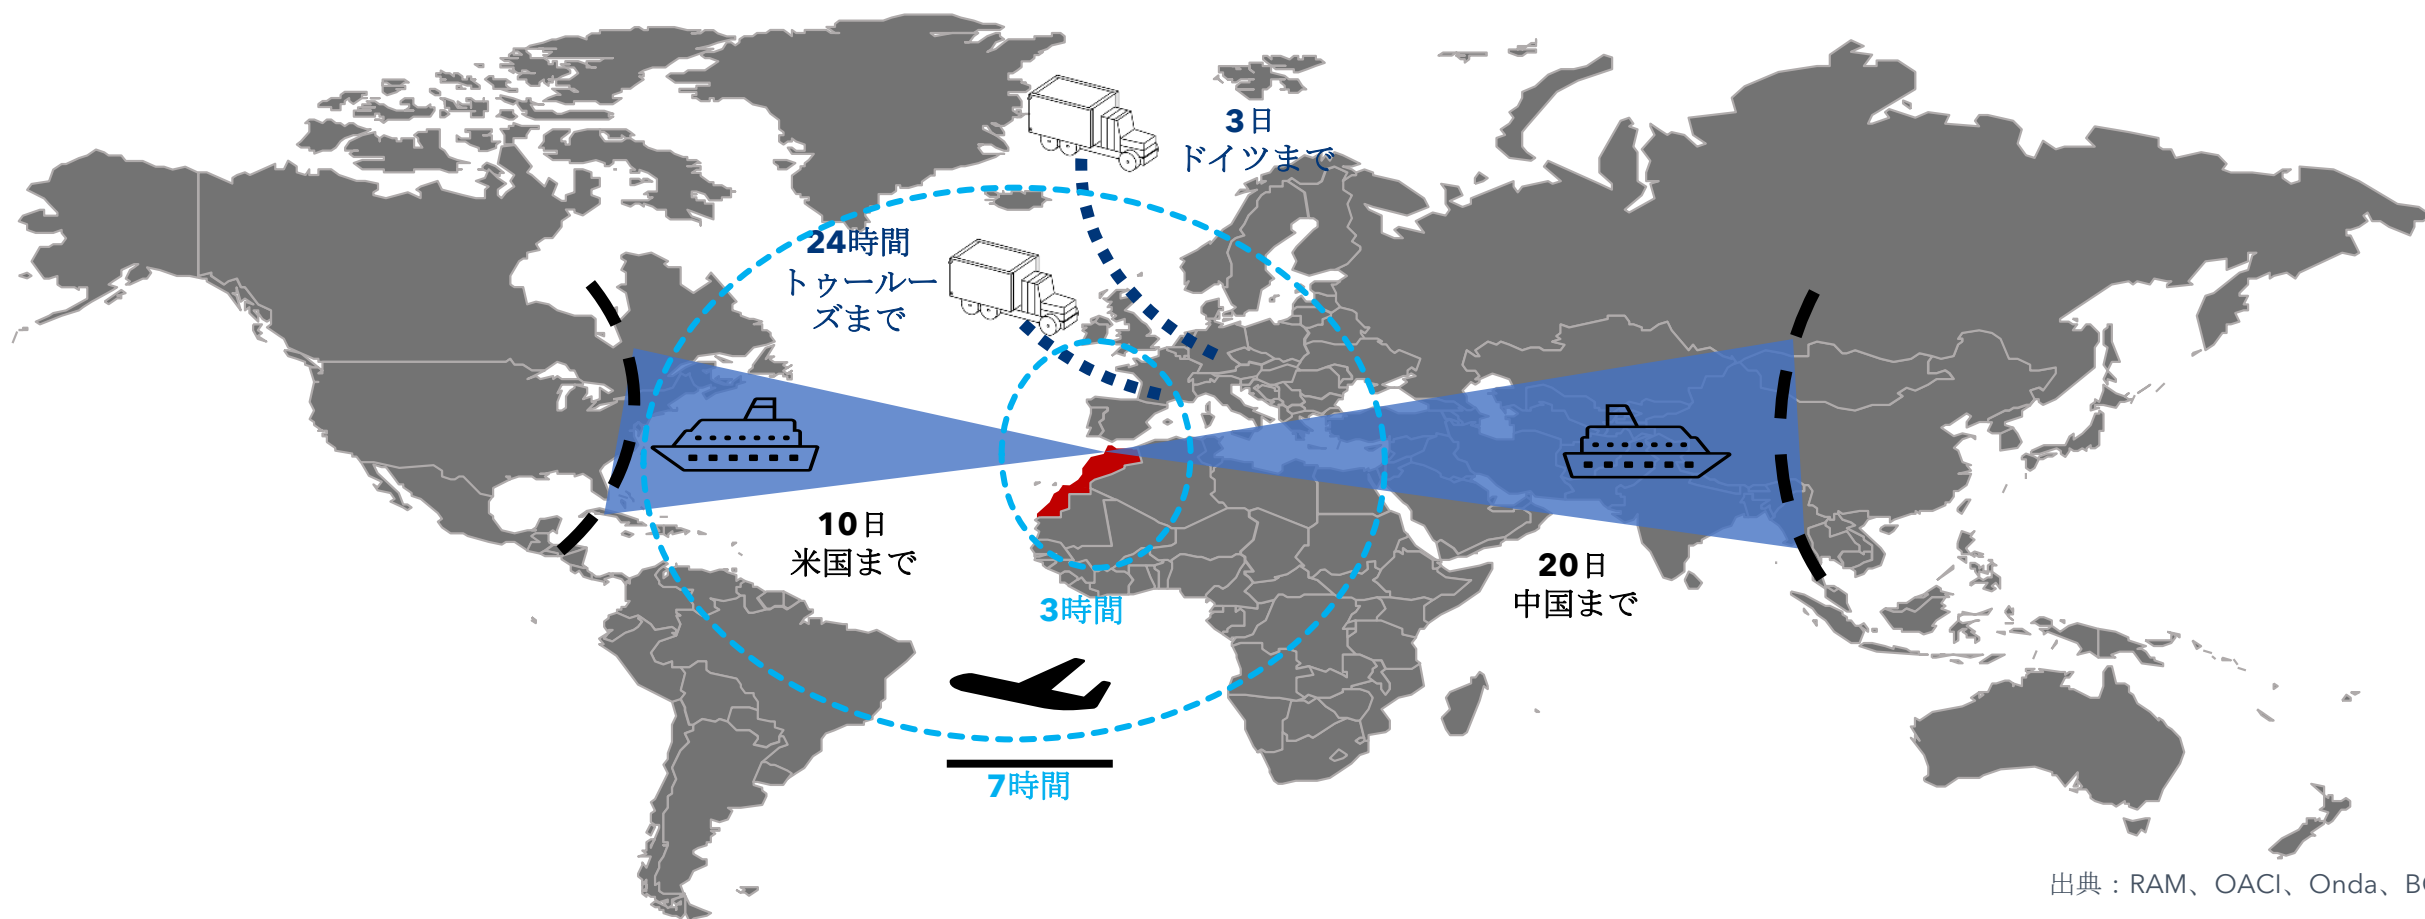 3日
ドイツまで
24時間
トゥールー
ズまで
10日
米国まで
20日
中国まで
3時間
7時間
出典：RAM、OACI、Onda、